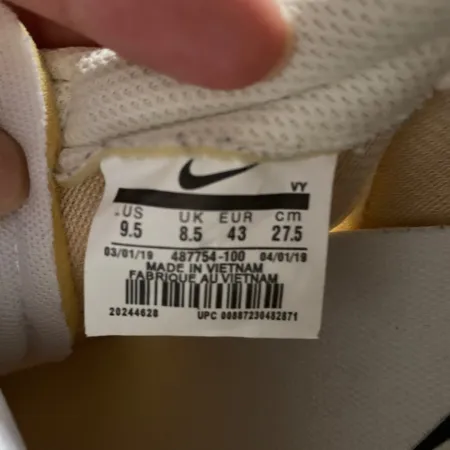 VY
US UK EUR cm
9.5 8.5 43 27.5
03/01/19 487754-100 04/01/19
MADE IN VIETNAM
FABRIQUE AU VIETNAM
20244628 UPC 00887230482871